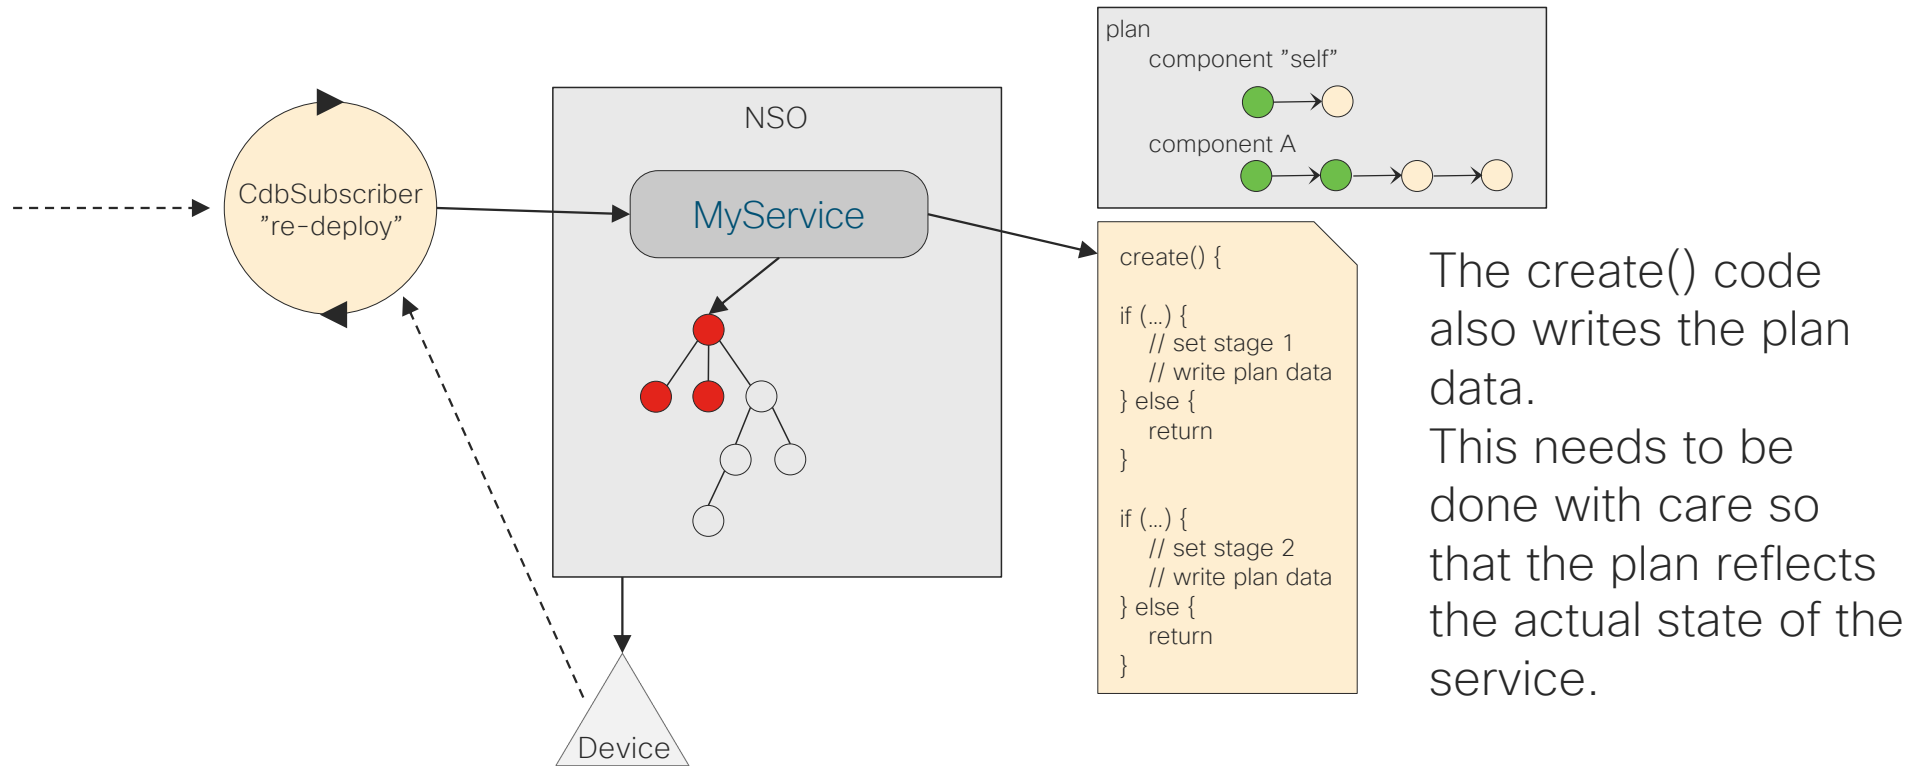 plan
component ”self”
component A
NSO
CdbSubscriber
”re-deploy”
MyService
Device
create() {
if (...) {
// set stage 1
// write plan data
} else {
return
}
if (...) {
// set stage 2
// write plan data
} else {
return
}
The create() code
also writes the plan
data.
This needs to be
done with care so
that the plan reflects
the actual state of the
service.